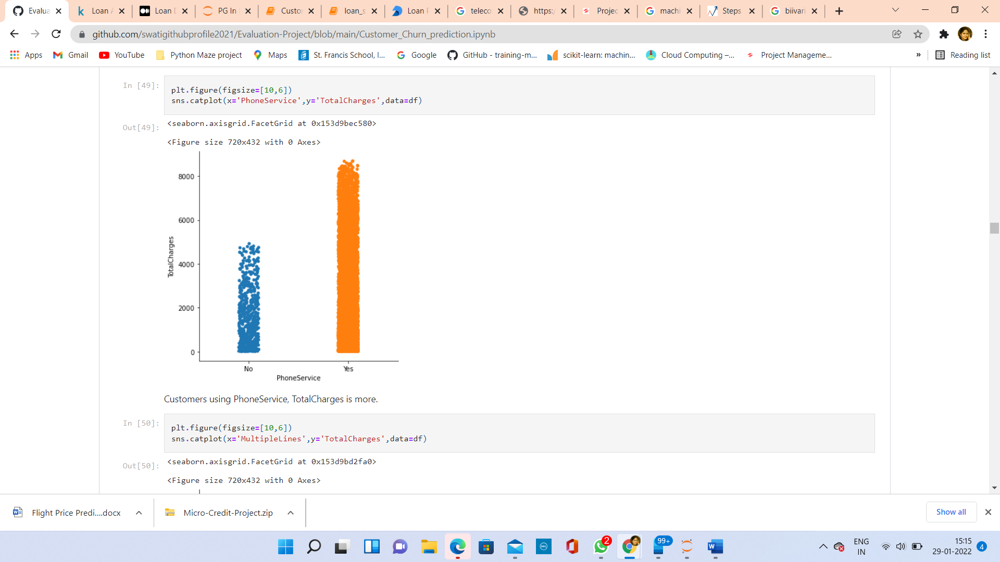 Evalua
Loan A
Loan D
PG In
Custo
loan_s
Loan P
teleco
https:/
Projec
machi
Steps
biivari
github.com/swatigithubprofile2021/Evaluation-Project/blob/main/Customer_Churn_prediction.ipynb
Apps
Gmail
YouTube
Python Maze project
Maps
St. Francis School, I...
Google
GitHub - training-m...
scikit-learn: machin...
Cloud Computing –...
Project Manageme...
»
Reading list
In [49]:
plt.figure(figsize=[10,6])
sns.catplot(x='PhoneService',y='TotalCharges',data=df)
Out[49]:
<seaborn.axisgrid.FacetGrid at 0x153d9bec580>
<Figure size 720x432 with 0 Axes>
8000
6000
4000
2000
0
TotalCharges
No
Yes
PhoneService
Customers using PhoneService, TotalCharges is more.
In [50]:
plt.figure(figsize=[10,6])
sns.catplot(x='MultipleLines',y='TotalCharges',data=df)
Out[50]:
<seaborn.axisgrid.FacetGrid at 0x153d9bd2fa0>
<Figure size 720x432 with 0 Axes>
Flight Price Predi....docx
Micro-Credit-Project.zip
Show all
2
99+
ENG
IN
15:15
29-01-2022
4